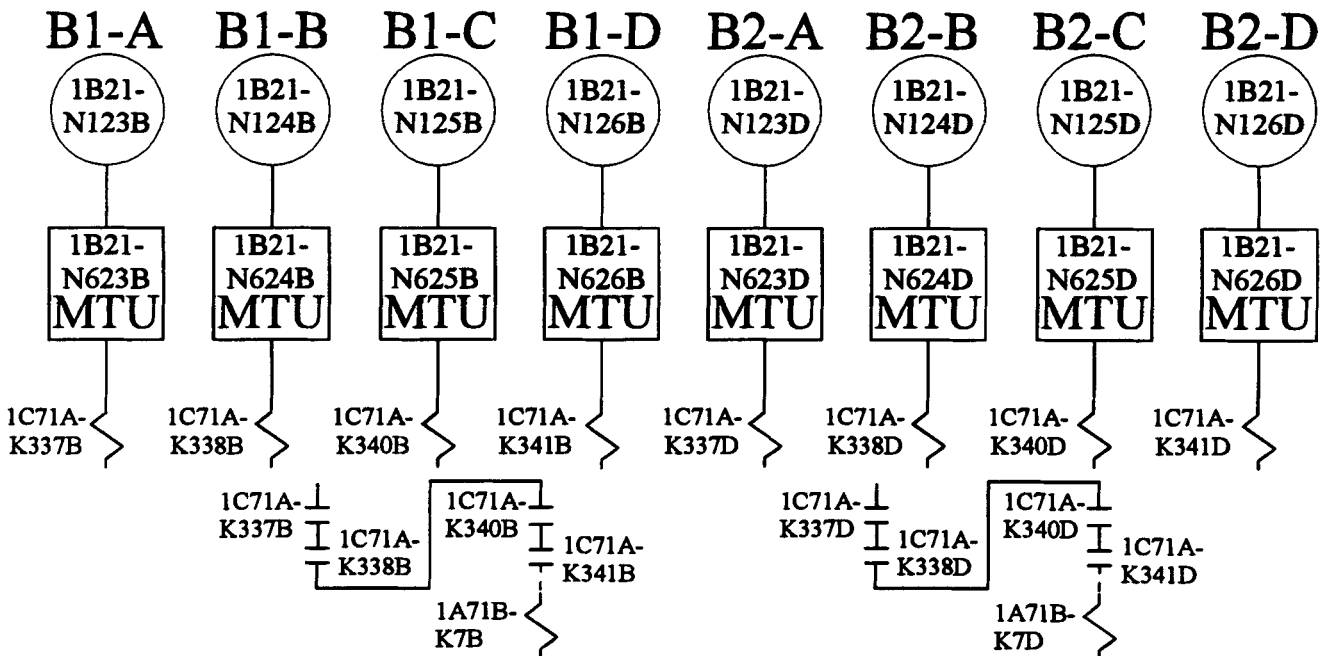 B1-A B1-B B1-C B1-D B2-A B2-B B2-C B2-D
1B21- 1B21- 1B21- 1B21- 1B21- 1B21- 1B21- 1B21-
N123B N124B N125B N126B N123D N124D N125D N126D
1B21- 1B21- 1B21- 1B21- 1B21- 1B21- 1B21- 1B21-
N623B N624B N625B N626B N623D N624D N625D N626D
MTU MTU MTU MTU MTU MTU MTU MTU
1C71A- 1C71A- 1C71A- 1C71A- 1C71A- 1C71A- 1C71A- 1C71A-
K337B K338B K340B K341B K337D K338D K340D K341D
1C71A- 1C71A- 1C71A- 1C71A-
K337B K340B K337D K340D
1C71A- 1C71A- 1C71A- 1C71A-
K338B K341B K338D K341D
1A71B- 1A71B-
K7B K7D